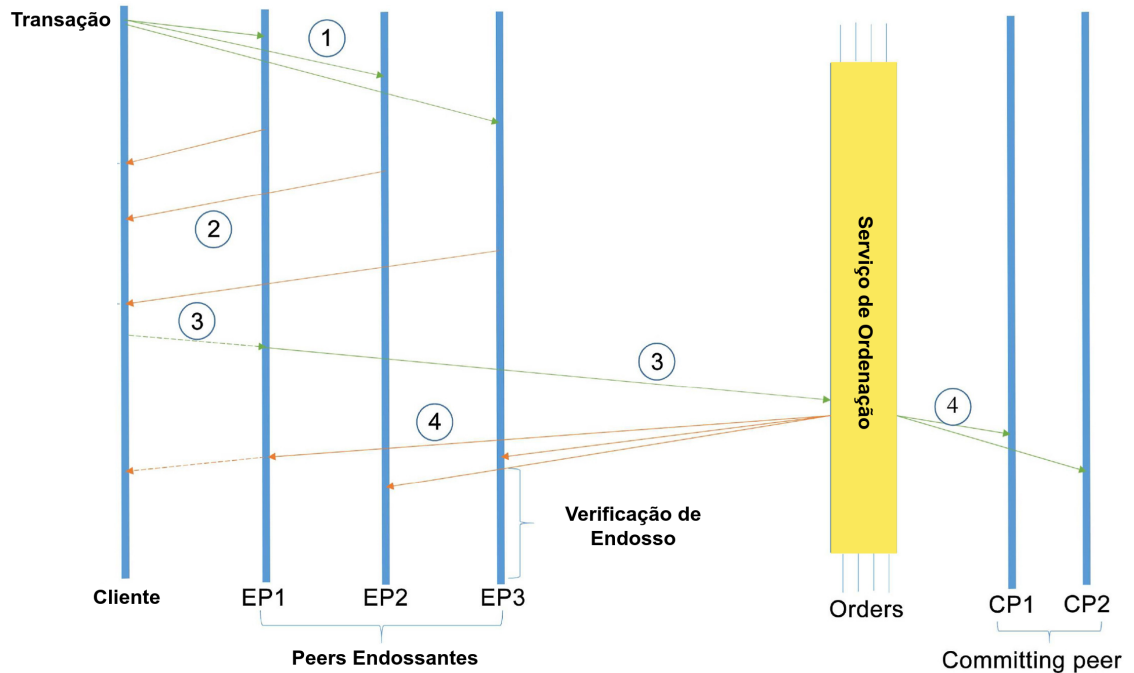 Transação
1
2
3
3
4
4
Serviço de Ordenação
Verificação de
Endosso
Cliente
EP1
EP2
EP3
Orders
CP1
CP2
Peers Endossantes
Committing peer